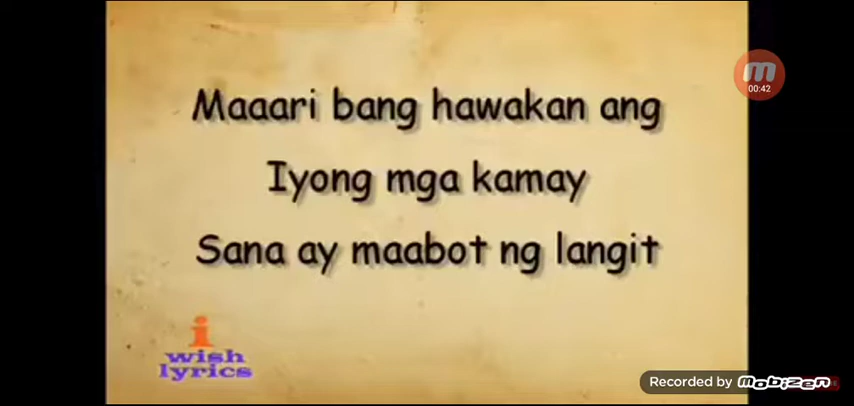 Maaari bang hawakan ang
Iyong mga kamay
Sana ay maabot ng langit
00:42
i
wish
lyrics
Recorded by mobizen